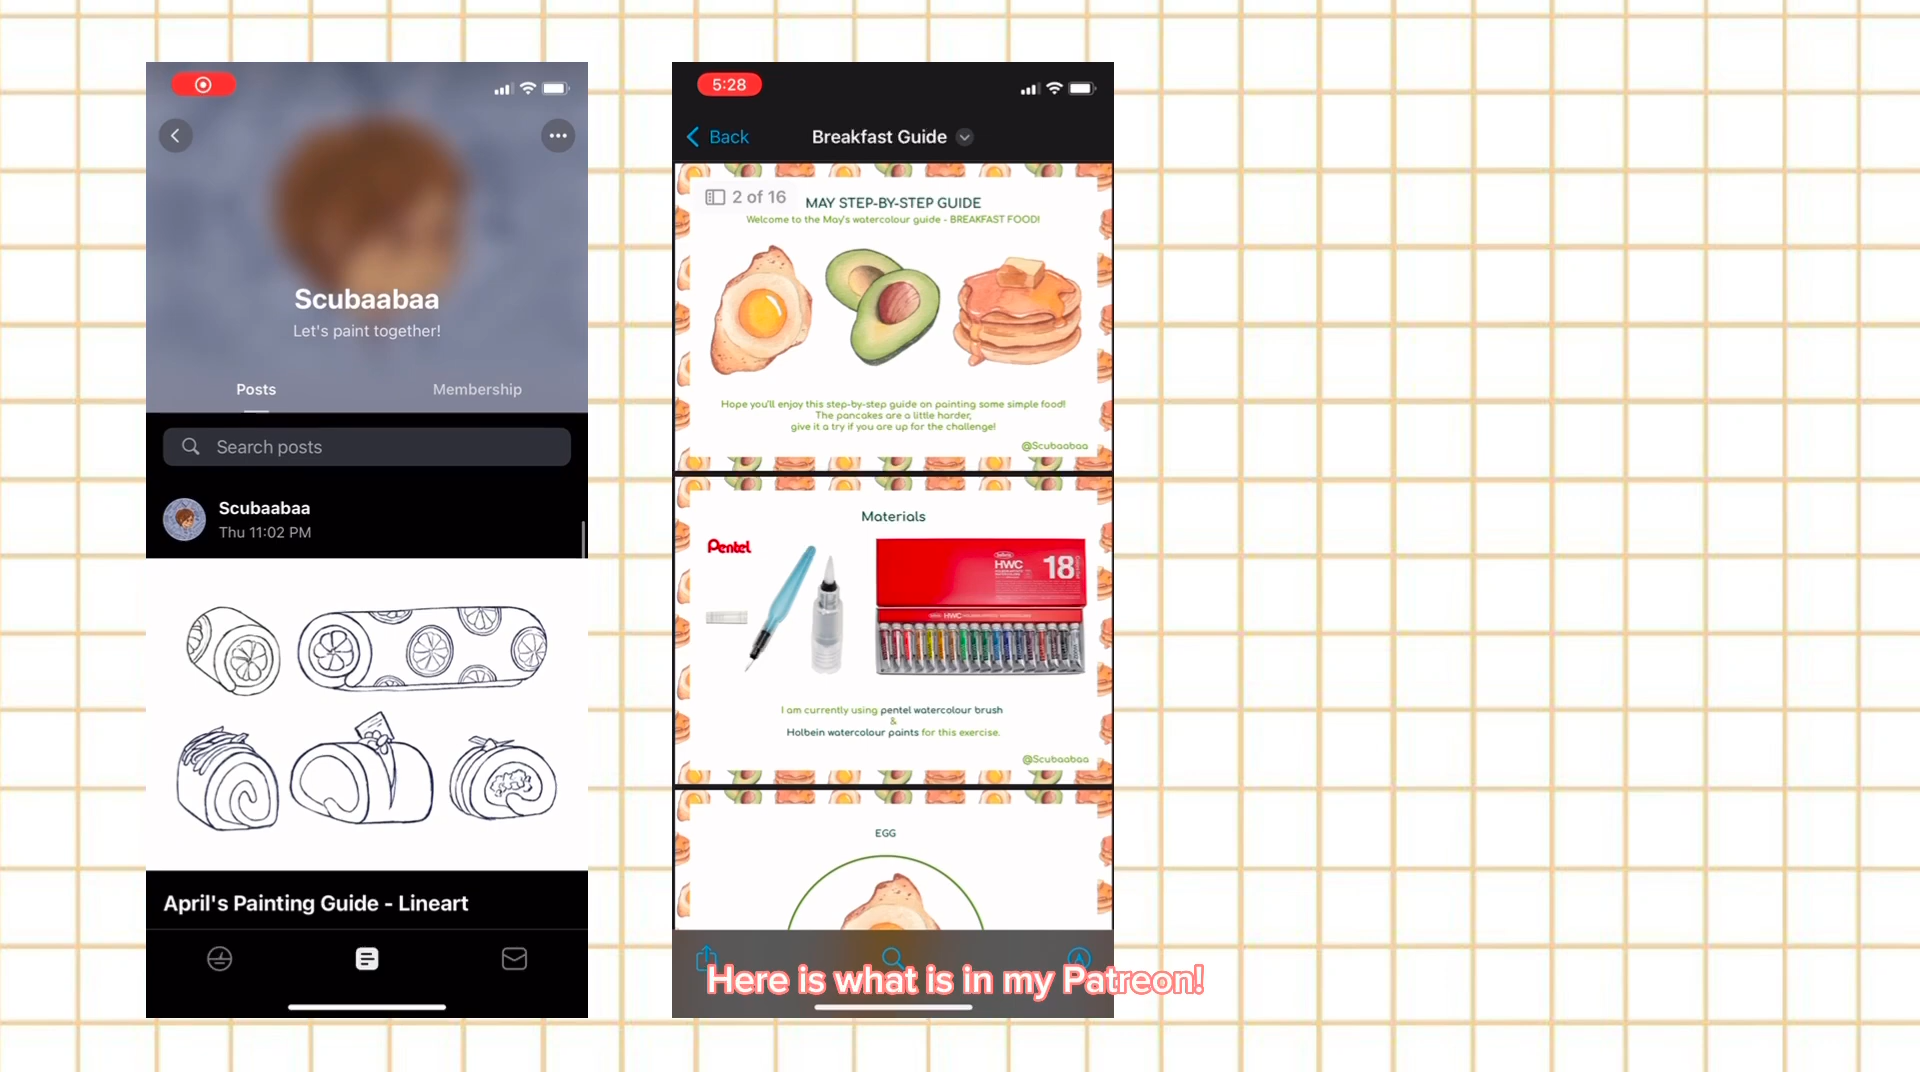 Scubaabaa
Let's paint together!
Posts
Membership
Search posts
Scubaabaa
Thu 11:02 PM
April's Painting Guide - Lineart
5:28
Back
Breakfast Guide
2 of 16
MAY STEP-BY-STEP GUIDE
Welcome to the May's watercolour guide - BREAKFAST FOOD!
Hope you'll enjoy this step-by-step guide on painting some simple food!
The pancakes are a little harder,
give it a try if you are up for the challenge!
@Scubaabaa
Materials
Pentel
HWC
18
HWC
I am currently using pentel watercolour brush
&
Holbein watercolour paints for this exercise.
@Scubaabaa
EGG
Here is what is in my Patreon!